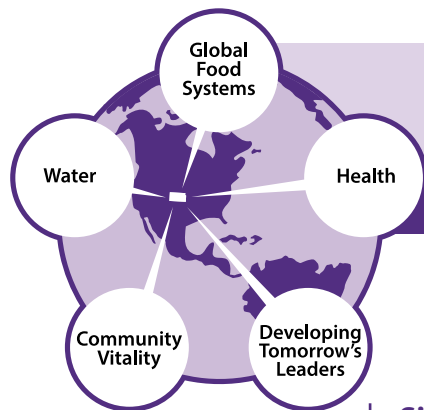 Global
Food
Systems
Water
Health
Community
Vitality
Developing
Tomorrow's
Leaders